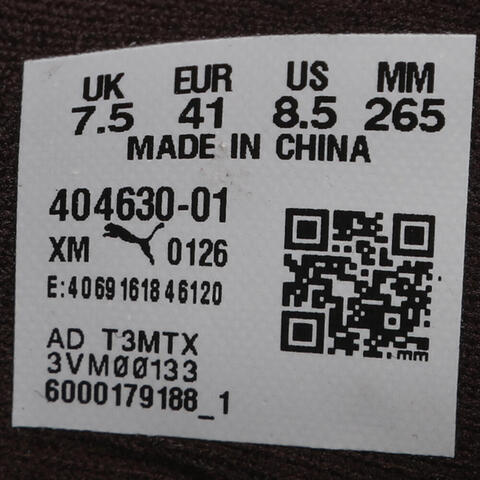 UK EUR US MM
7.5 41 8.5 265
MADE IN CHINA
404630-01
XM 0126
E:4069161846120
AD T3MTX
3VM00133
6000179188_1
mm